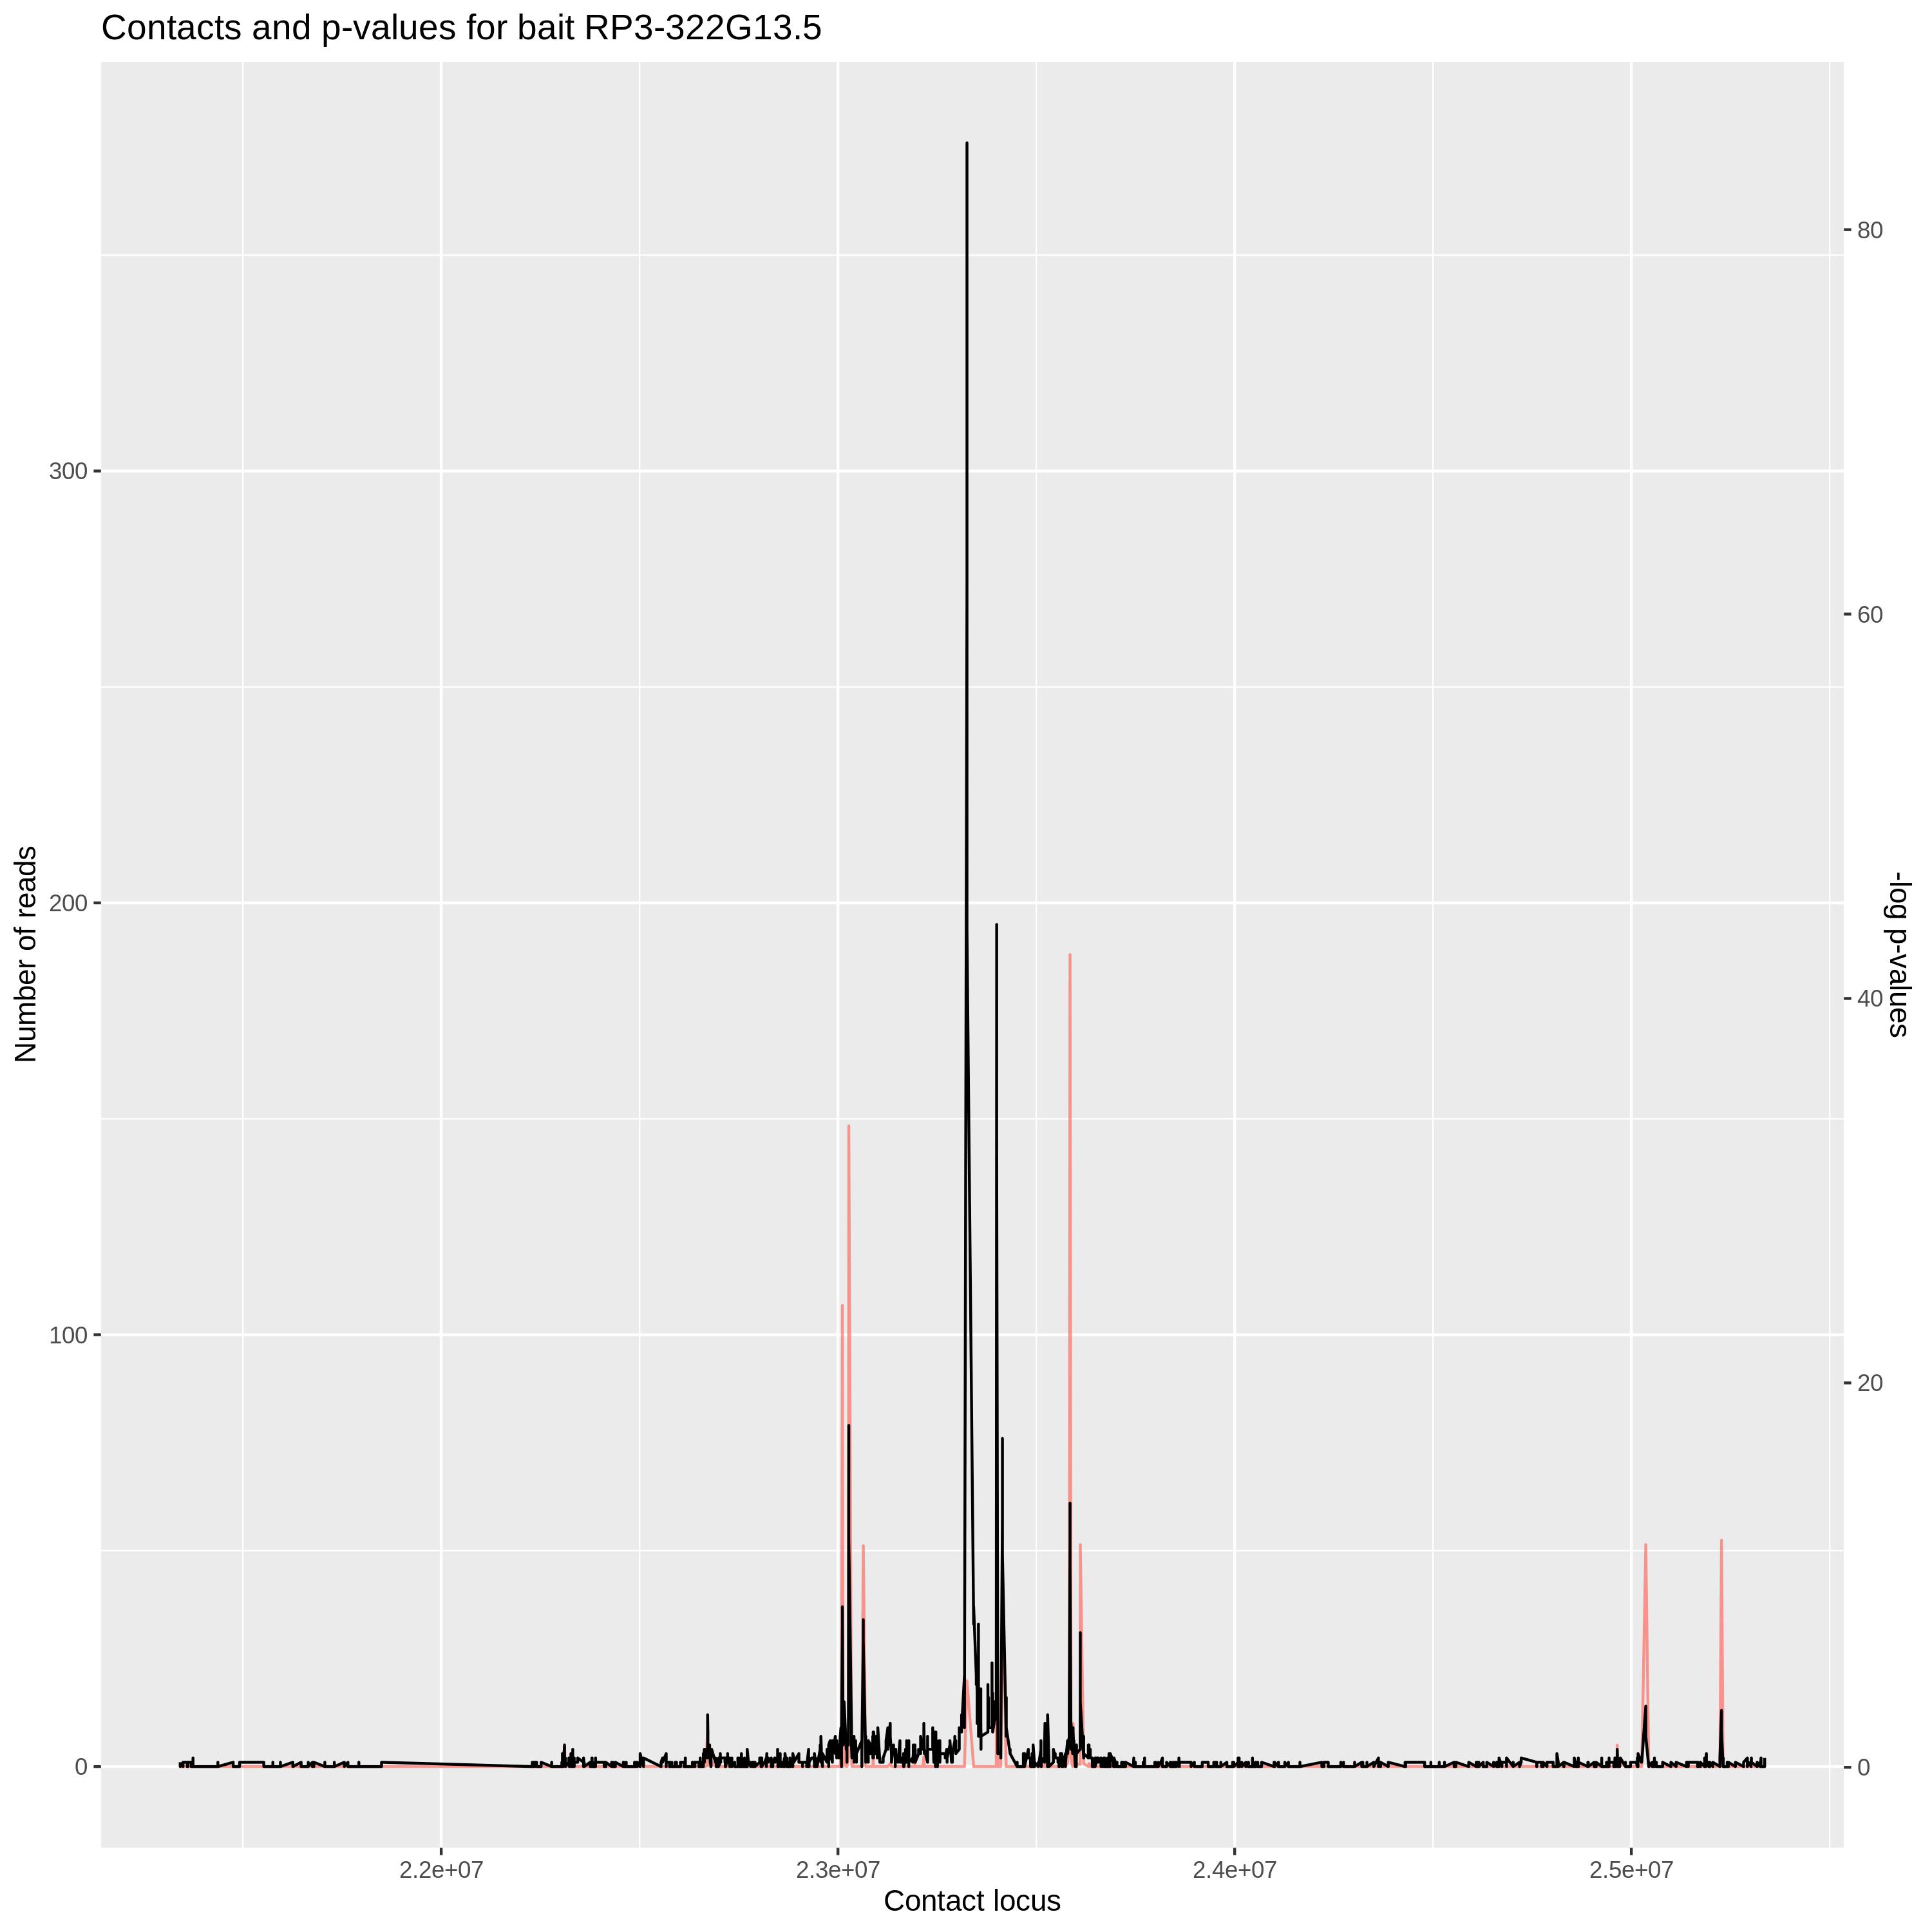 Contacts and p-values for bait RP3-322G13.5
Number of reads
300
200
100
0
80
60
40
20
0
-log p-values
2.2e+07
2.3e+07
2.4e+07
2.5e+07
Contact locus